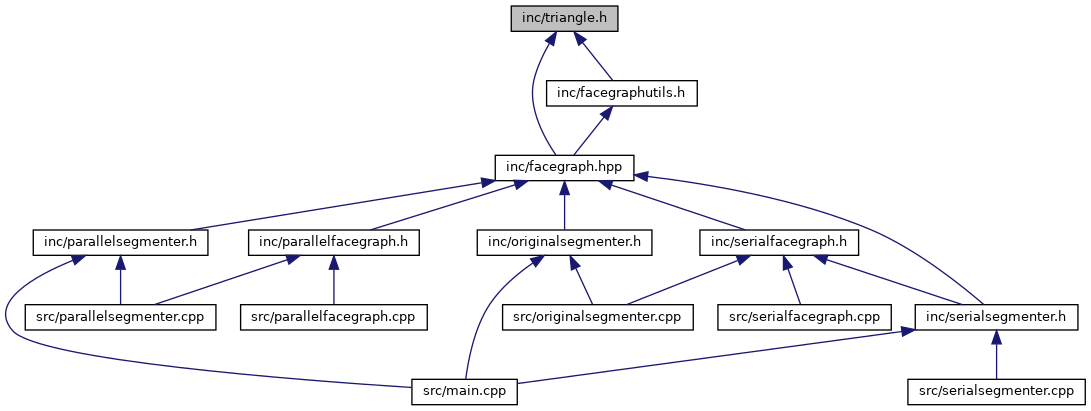 inc/triangle.h
inc/facegraphutils.h
inc/facegraph.hpp
inc/parallelsegmenter.h
inc/parallelfacegraph.h
inc/originalsegmenter.h
inc/serialfacegraph.h
src/parallelsegmenter.cpp
src/parallelfacegraph.cpp
src/originalsegmenter.cpp
src/serialfacegraph.cpp
inc/serialsegmenter.h
src/main.cpp
src/serialsegmenter.cpp